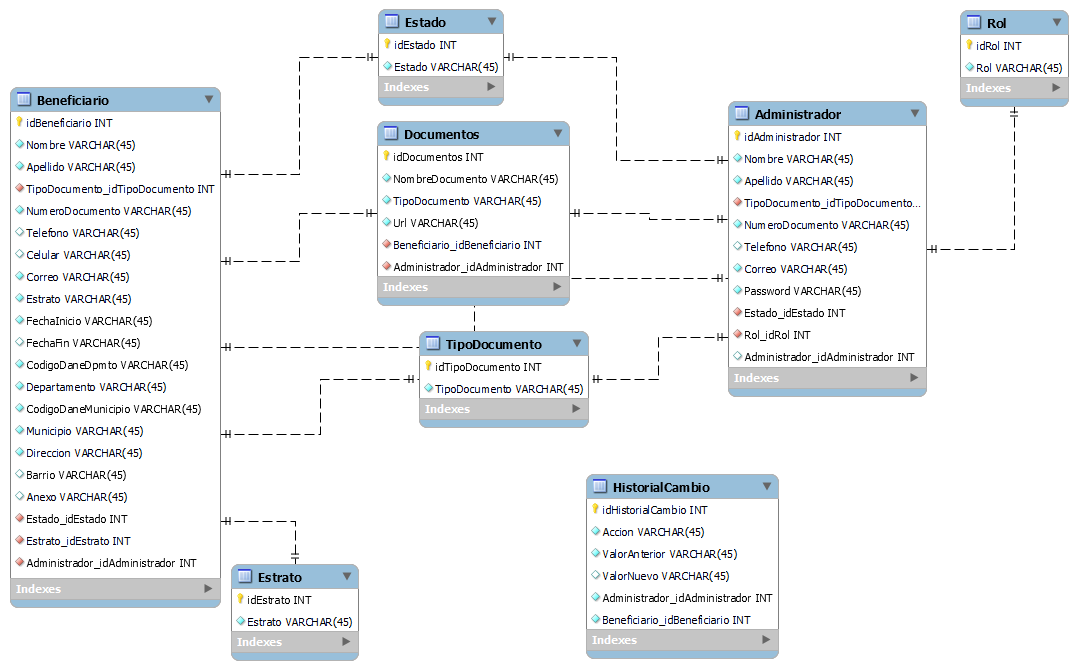 Estado
idEstado INT
Estado VARCHAR(45)
Indexes
Rol
idRol INT
Rol VARCHAR(45)
Indexes
Beneficiario
idBeneficiario INT
Nombre VARCHAR(45)
Apellido VARCHAR(45)
TipoDocumento_idTipoDocumento INT
NumeroDocumento VARCHAR(45)
Telefono VARCHAR(45)
Celular VARCHAR(45)
Correo VARCHAR(45)
Estrato VARCHAR(45)
FechaInicio VARCHAR(45)
FechaFin VARCHAR(45)
CodigoDaneDpmto VARCHAR(45)
Departamento VARCHAR(45)
CodigoDaneMunicipio VARCHAR(45)
Municipio VARCHAR(45)
Direccion VARCHAR(45)
Barrio VARCHAR(45)
Anexo VARCHAR(45)
Estado_idEstado INT
Estrato_idEstrato INT
Administrador_idAdministrador INT
Indexes
Documentos
idDocumentos INT
NombreDocumento VARCHAR(45)
TipoDocumento VARCHAR(45)
Url VARCHAR(45)
Beneficiario_idBeneficiario INT
Administrador_idAdministrador INT
Indexes
Administrador
idAdministrador INT
Nombre VARCHAR(45)
Apellido VARCHAR(45)
TipoDocumento_idTipoDocumento...
NumeroDocumento VARCHAR(45)
Telefono VARCHAR(45)
Correo VARCHAR(45)
Password VARCHAR(45)
Estado_idEstado INT
Rol_idRol INT
Administrador_idAdministrador INT
Indexes
TipoDocumento
idTipoDocumento INT
TipoDocumento VARCHAR(45)
Indexes
HistorialCambio
idHistorialCambio INT
Accion VARCHAR(45)
ValorAnterior VARCHAR(45)
ValorNuevo VARCHAR(45)
Administrador_idAdministrador INT
Beneficiario_idBeneficiario INT
Indexes
Estrato
idEstrato INT
Estrato VARCHAR(45)
Indexes